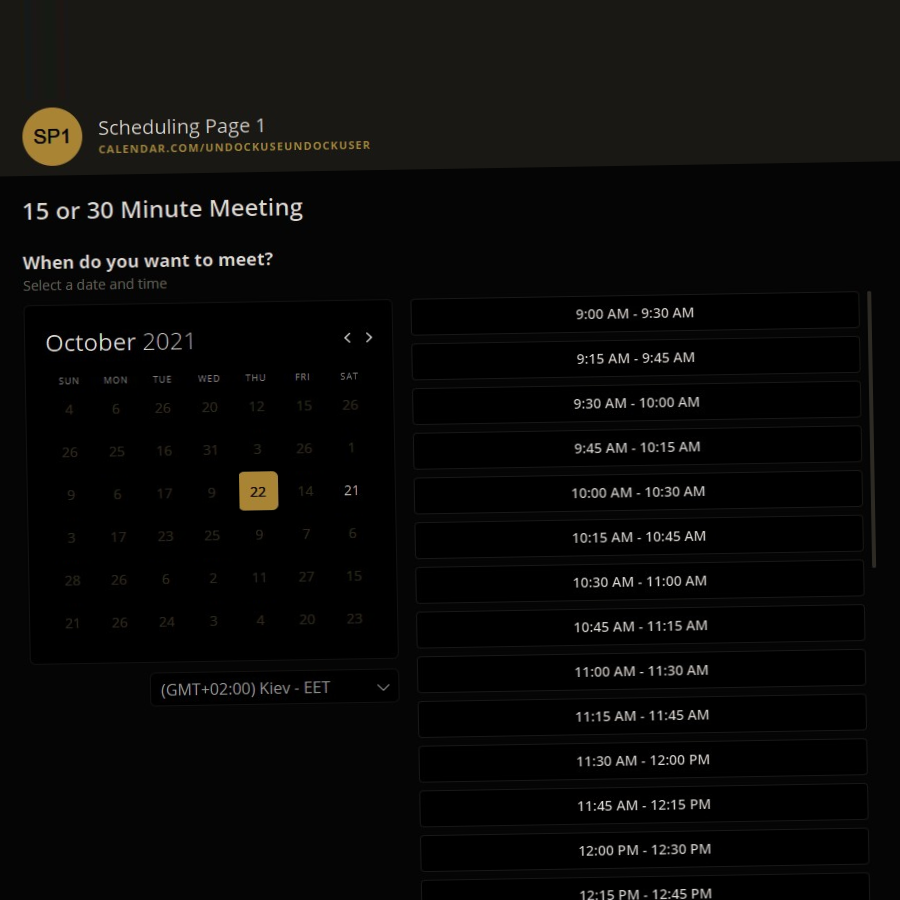 SP1
Scheduling Page 1
CALENDAR.COM/UNDOCKUSEUNDOCKUSER
15 or 30 Minute Meeting
When do you want to meet?
Select a date and time
October 2021
SUN MON TUE WED THU FRI SAT
4 6 26 20 12 15 26
26 25 16 31 3 26 1
9 6 17 9 22 14 21
3 17 23 25 9 7 6
28 26 6 2 11 27 15
21 26 24 3 4 20 23
(GMT+02:00) Kiev - EET
9:00 AM - 9:30 AM
9:15 AM - 9:45 AM
9:30 AM - 10:00 AM
9:45 AM - 10:15 AM
10:00 AM - 10:30 AM
10:15 AM - 10:45 AM
10:30 AM - 11:00 AM
10:45 AM - 11:15 AM
11:00 AM - 11:30 AM
11:15 AM - 11:45 AM
11:30 AM - 12:00 PM
11:45 AM - 12:15 PM
12:00 PM - 12:30 PM
12:15 PM - 12:45 PM